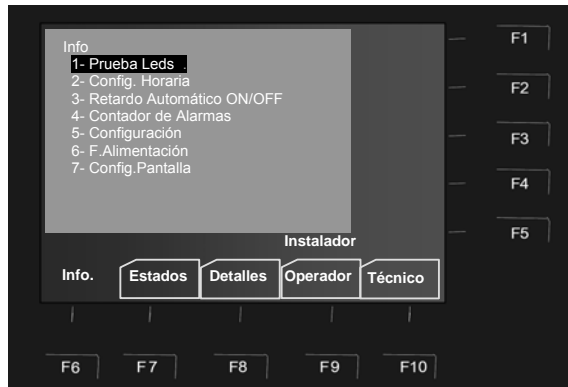 Info
1- Prueba Leds .
2- Config. Horaria
3- Retardo Automático ON/OFF
4- Contador de Alarmas
5- Configuración
6- F.Alimentación
7- Config.Pantalla
Instalador
Info. Estados Detalles Operador Técnico
F1
F2
F3
F4
F5
F6 F7 F8 F9 F10